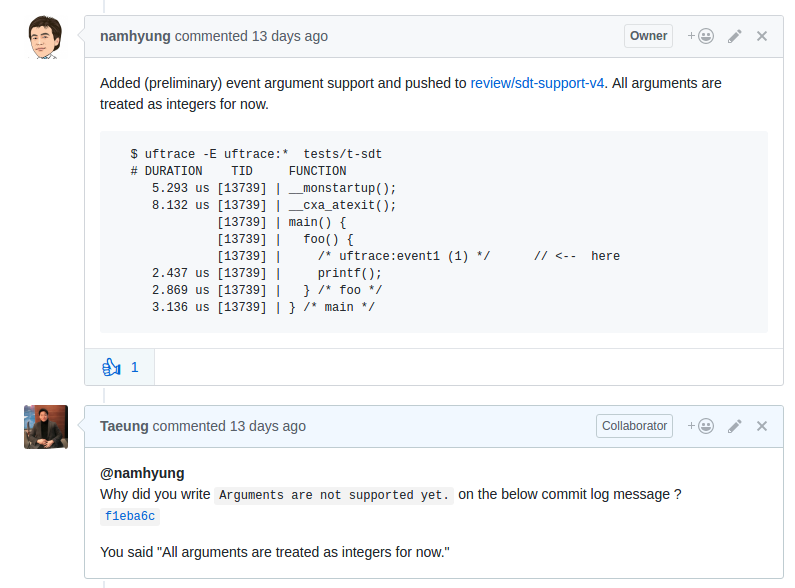 namhyung commented 13 days ago
Owner
Added (preliminary) event argument support and pushed to review/sdt-support-v4. All arguments are
treated as integers for now.
$ uftrace -E uftrace:*  tests/t-sdt
# DURATION    TID     FUNCTION
   5.293 us [13739] | __monstartup();
   8.132 us [13739] | __cxa_atexit();
            [13739] | main() {
            [13739] |   foo() {
            [13739] |     /* uftrace:event1 (1) */      // <--  here
   2.437 us [13739] |     printf();
   2.869 us [13739] |   } /* foo */
   3.136 us [13739] | } /* main */
1
Taeung commented 13 days ago
Collaborator
@namhyung
Why did you write Arguments are not supported yet. on the below commit log message ?
f1eba6c
You said "All arguments are treated as integers for now."